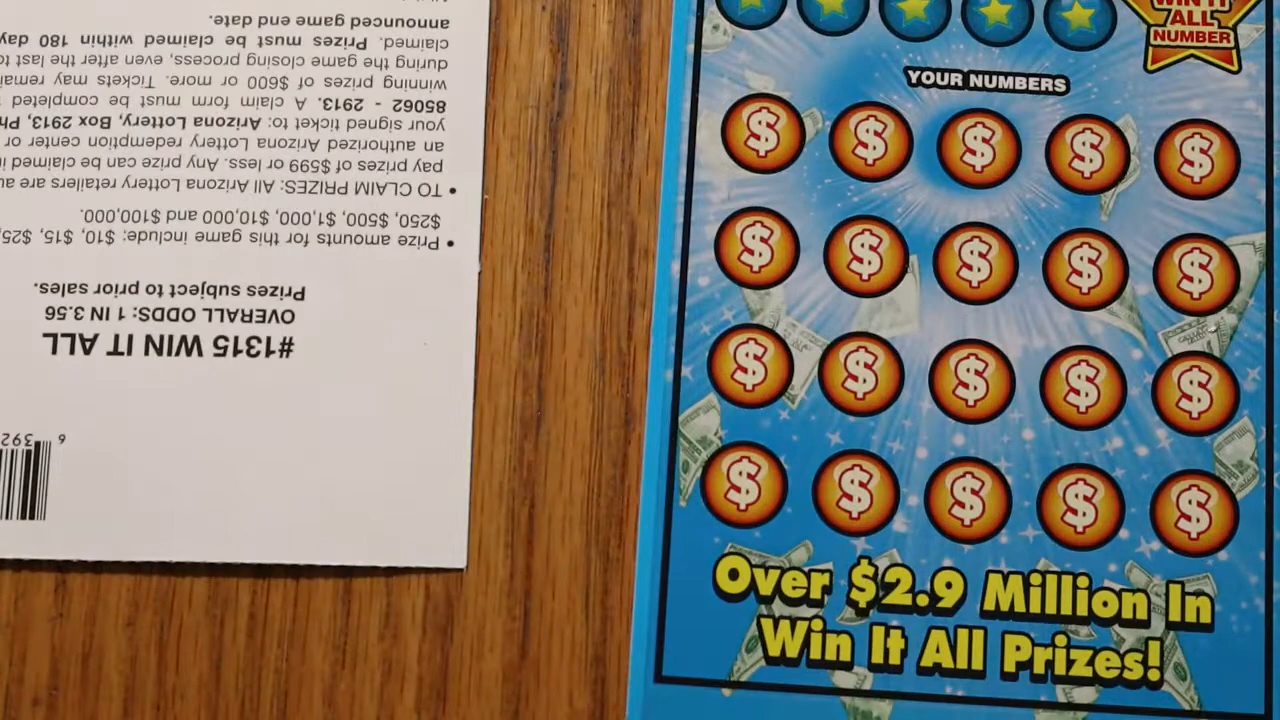 #1315 WIN IT ALL
OVERALL ODDS: 1 IN 3.56
Prizes subject to prior sales.
• Prize amounts for this game include: $10, $15, $25,
$250, $500, $1,000, $10,000 and $100,000.
• TO CLAIM PRIZES: All Arizona Lottery retailers are
pay prizes of $599 or less. Any prize can be claimed
an authorized Arizona Lottery redemption center or
your signed ticket to: Arizona Lottery, Box 2913,
85062 - 2913. A claim form must be completed
winning prizes of $600 or more. Tickets may
during the game closing process, even after the last
claimed. Prizes must be claimed within 180
announced game end date.
6
WIN IT
ALL
NUMBER
YOUR NUMBERS
$ $ $ $ $
$ $ $ $ $
$ $ $ $ $
$ $ $ $ $
Over $2.9 Million In
Win It All Prizes!